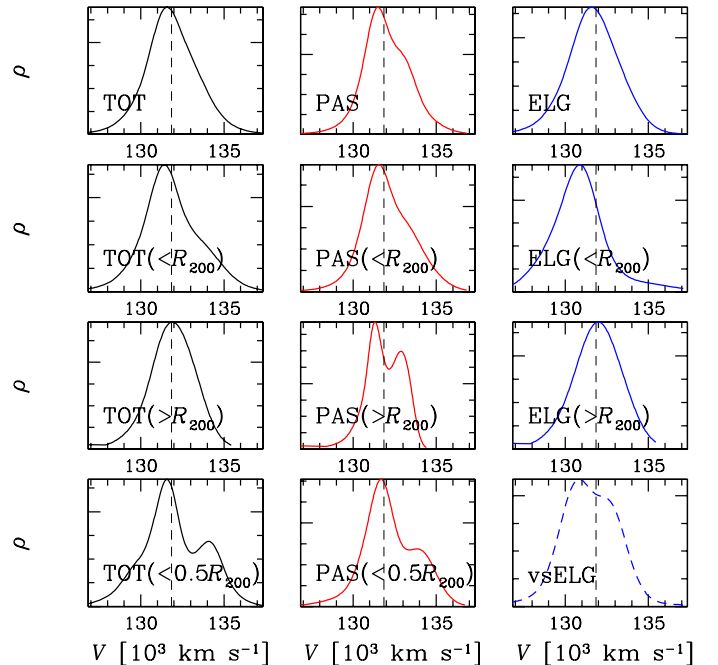 ρ
TOT
PAS
ELG
130 135 130 135 130 135
ρ
TOT(<R₂₀₀)
PAS(<R₂₀₀)
ELG(<R₂₀₀)
130 135 130 135 130 135
ρ
TOT(>R₂₀₀)
PAS(>R₂₀₀)
ELG(>R₂₀₀)
130 135 130 135 130 135
ρ
TOT(<0.5R₂₀₀)
PAS(<0.5R₂₀₀)
vsELG
130 135 130 135 130 135
V [10³ km s⁻¹] V [10³ km s⁻¹] V [10³ km s⁻¹]